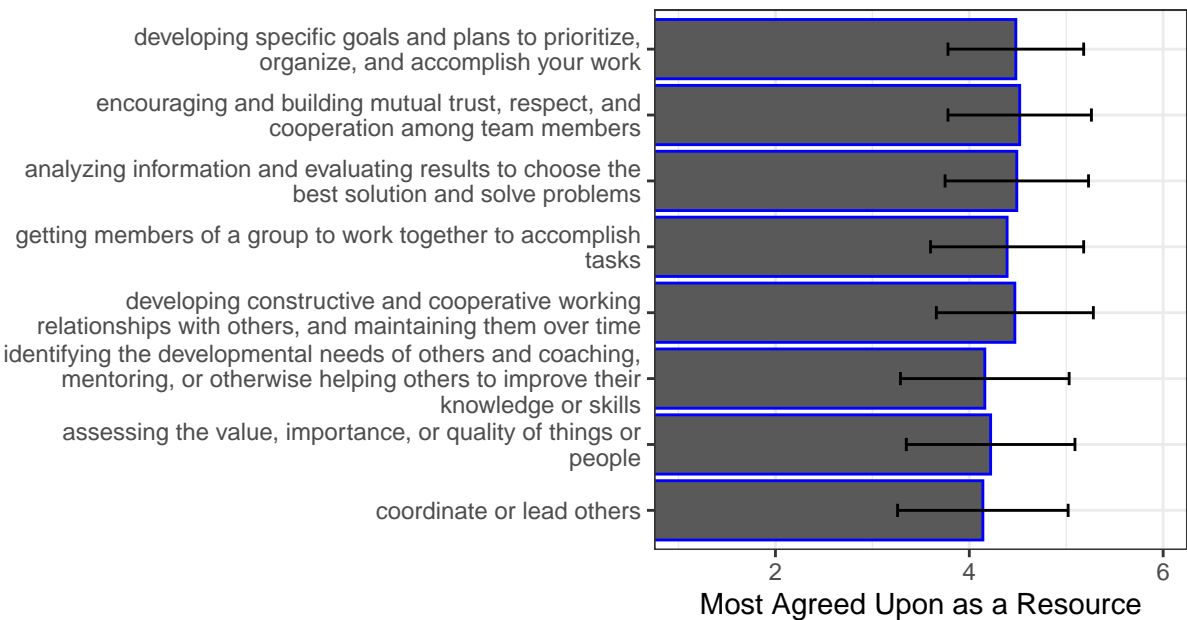 developing specific goals and plans to prioritize,
organize, and accomplish your work
encouraging and building mutual trust, respect, and
cooperation among team members
analyzing information and evaluating results to choose the
best solution and solve problems
getting members of a group to work together to accomplish
tasks
developing constructive and cooperative working
relationships with others, and maintaining them over time
identifying the developmental needs of others and coaching,
mentoring, or otherwise helping others to improve their
knowledge or skills
assessing the value, importance, or quality of things or
people
coordinate or lead others
2 4 6
Most Agreed Upon as a Resource